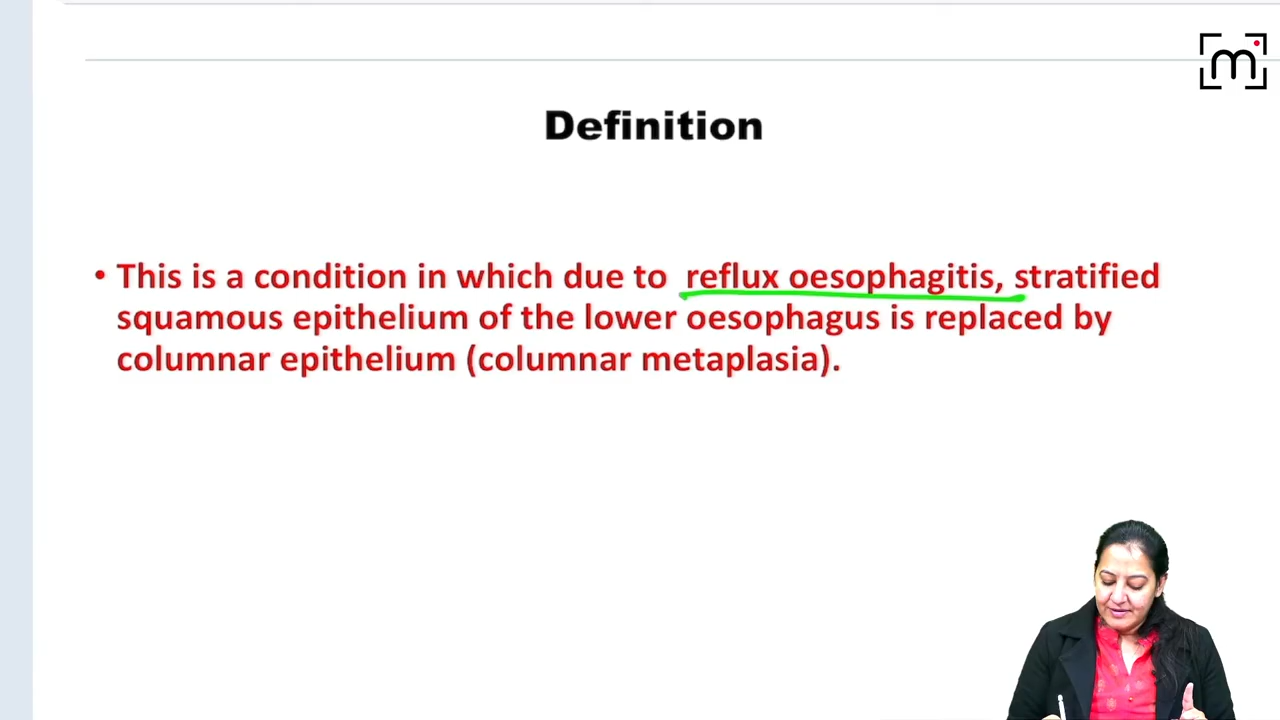 m
Definition
• This is a condition in which due to reflux oesophagitis, stratified
squamous epithelium of the lower oesophagus is replaced by
columnar epithelium (columnar metaplasia).